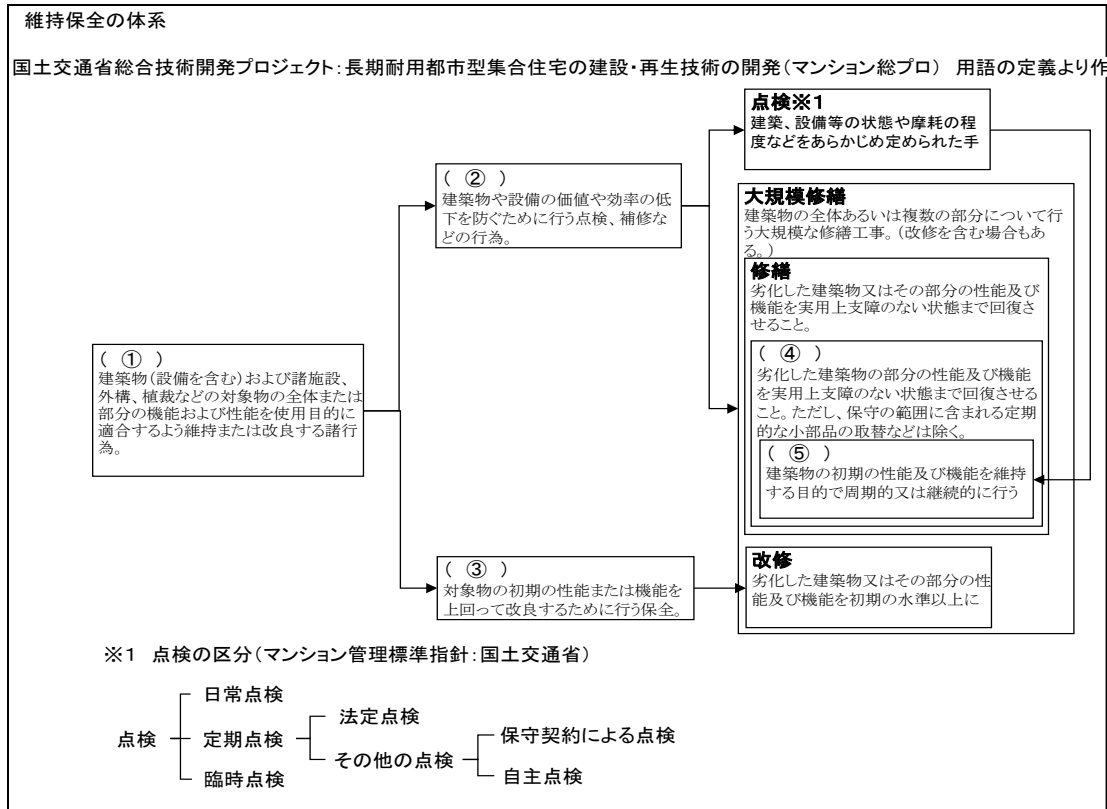 維持保全の体系
国土交通省総合技術開発プロジェクト：長期耐用都市型集合住宅の建設・再生技術の開発（マンション総プロ） 用語の定義より作
点検※1
建築、設備等の状態や摩耗の程
度などをあらかじめ定められた手
（ ② ）
建築物や設備の価値や効率の低
下を防ぐために行う点検、補修な
どの行為。
大規模修繕
建築物の全体あるいは複数の部分について行
う大規模な修繕工事。（改修を含む場合もあ
る。）
修繕
劣化した建築物又はその部分の性能及び
機能を実用上支障のない状態まで回復さ
せること。
（ ① ）
建築物（設備を含む）および諸施設、
外構、植裁などの対象物の全体または
部分の機能および性能を使用目的に
適合するよう維持または改良する諸行
為。
（ ④ ）
劣化した建築物の部分の性能及び機能
を実用上支障のない状態まで回復させる
こと。ただし、保守の範囲に含まれる定期
的な小部品の取替などは除く。
（ ⑤ ）
建築物の初期の性能及び機能を維持
する目的で周期的又は継続的に行う
（ ③ ）
対象物の初期の性能または機能を
上回って改良するために行う保全。
改修
劣化した建築物又はその部分の性
能及び機能を初期の水準以上に
※1 点検の区分（マンション管理標準指針：国土交通省）
点検
日常点検
定期点検
臨時点検
法定点検
その他の点検
保守契約による点検
自主点検